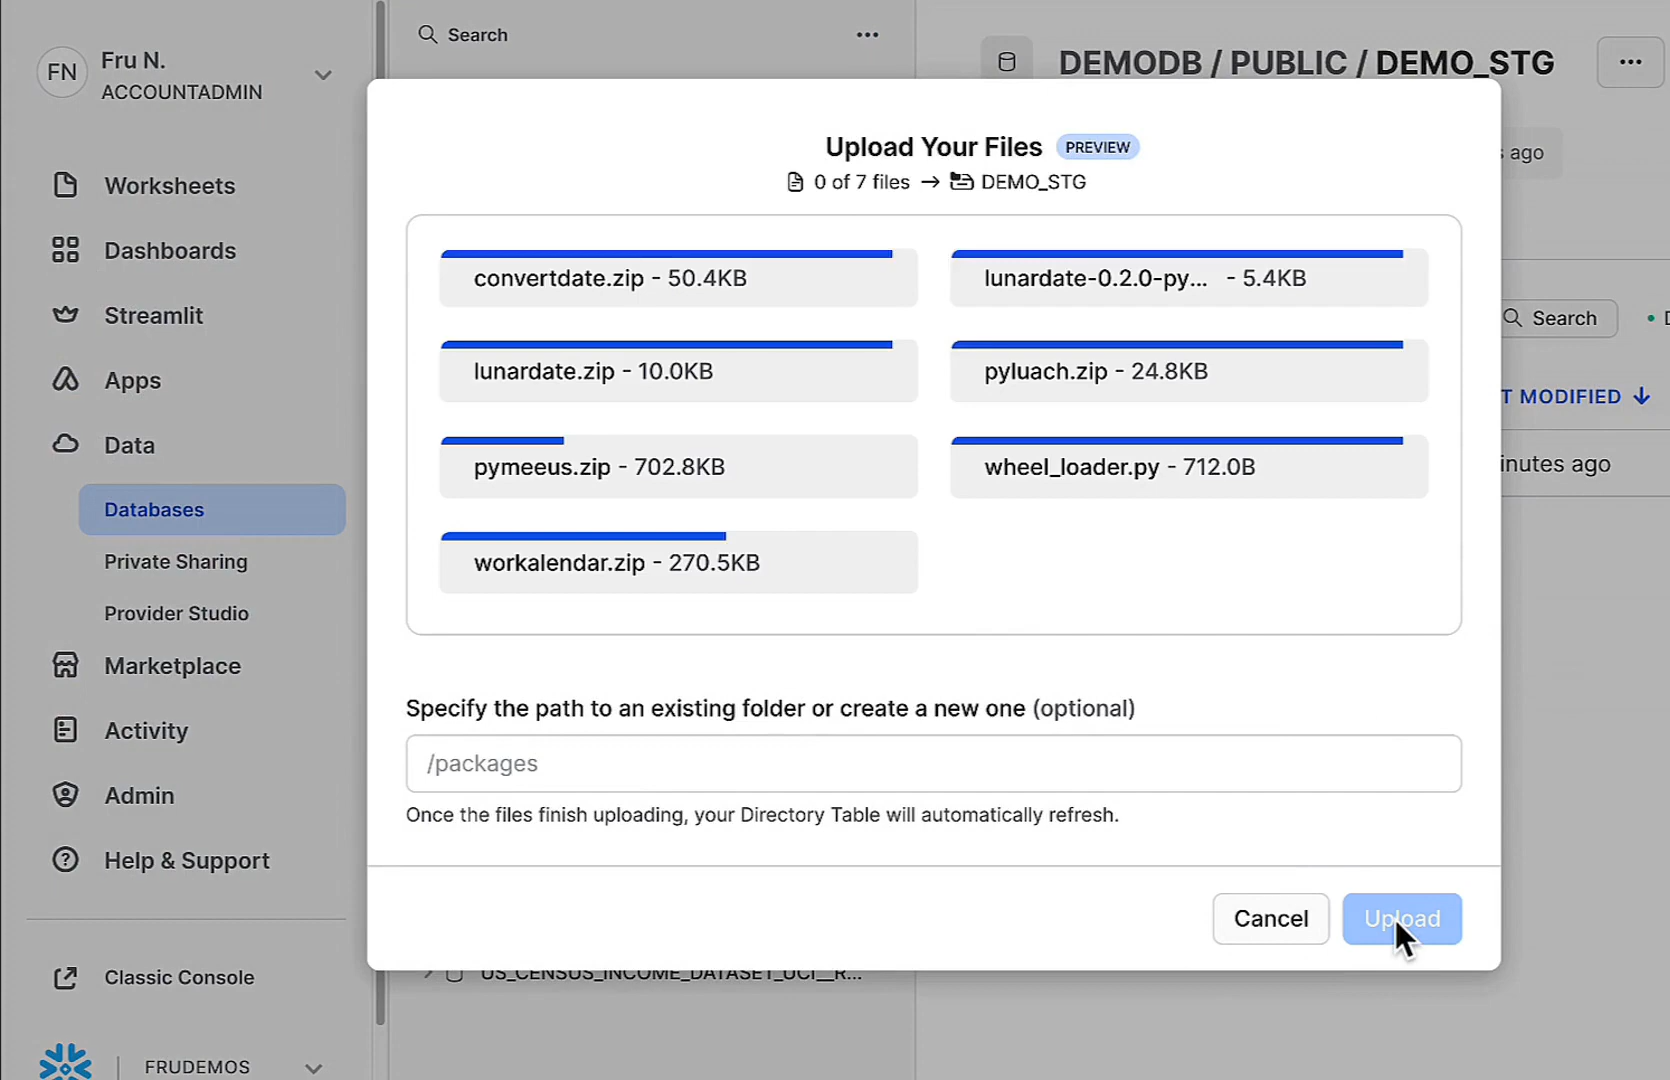 FN
Fru N.
ACCOUNTADMIN
Worksheets
Dashboards
Streamlit
Apps
Data
Databases
Private Sharing
Provider Studio
Marketplace
Activity
Admin
Help & Support
Classic Console
FRUDEMOS
Search
DEMODB / PUBLIC / DEMO_STG
ago
Search
MODIFIED
ago
Upload Your Files PREVIEW
0 of 7 files → DEMO_STG
convertdate.zip - 50.4KB
lunardate-0.2.0-py... - 5.4KB
lunardate.zip - 10.0KB
pyluach.zip - 24.8KB
pymeeus.zip - 702.8KB
wheel_loader.py - 712.0B
workalendar.zip - 270.5KB
Specify the path to an existing folder or create a new one (optional)
/packages
Once the files finish uploading, your Directory Table will automatically refresh.
Cancel
Upload
US_CENSUS_INCOME_DATASET_UCI__R...